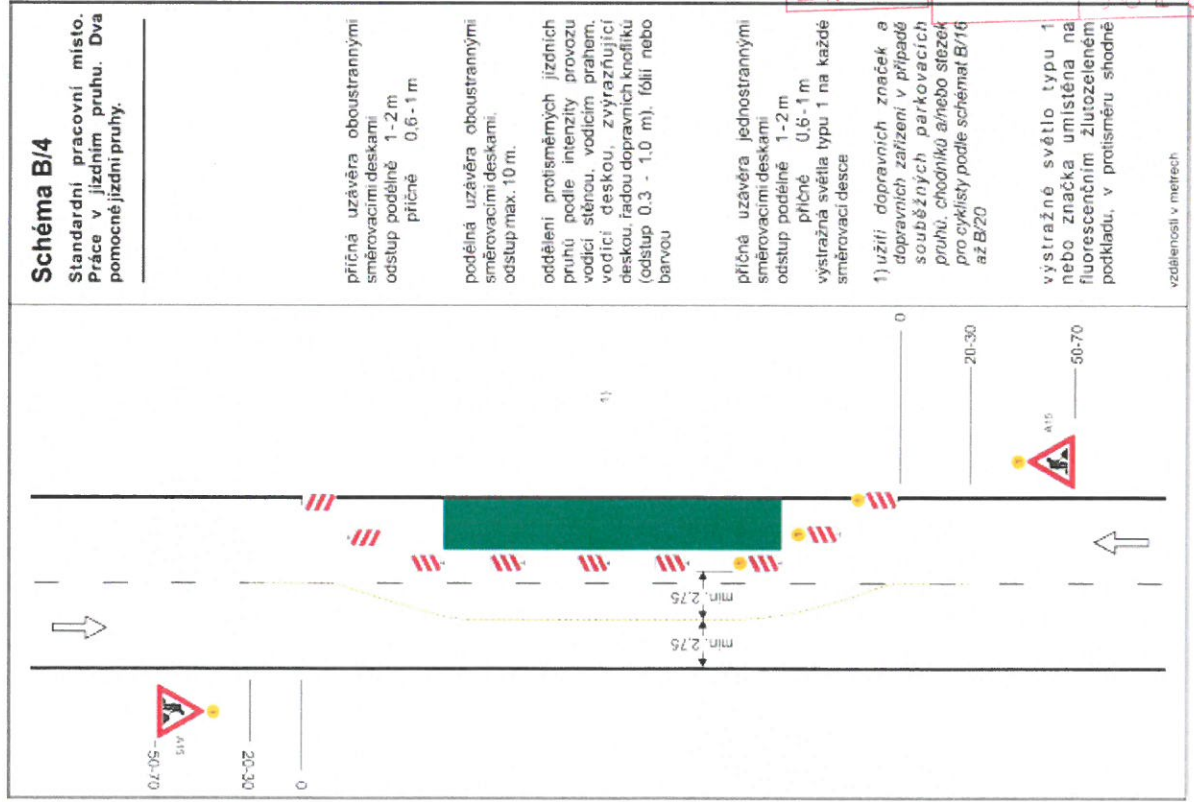 Schéma B/4
Standardní pracovní místo.
Práce v jízdním pruhu. Dva
pomocné jízdní pruhy.
příčná uzávěra oboustrannými
směrovacími deskami
odstup podélně 1 - 2 m
příčně 0,6 - 1 m
podélná uzávěra oboustrannými
směrovacími deskami,
odstup max. 10 m.
oddělení protisměrných jízdních
pruhů podle intenzity provozu
vodicí stěnou, vodicím prahem,
vodicí deskou, zvýrazňující
deskou, řadou dopravních knoflíků
(odstup 0.3 - 1.0 m), fólií nebo
barvou
příčná uzávěra jednostrannými
směrovacími deskami
odstup podélně 1 - 2 m
příčně 0,6 - 1 m
výstražná světla typu 1 na každé
směrovací desce
1) užití dopravních značek a
dopravních zařízení v případě
souběžných parkovacích
pruhů, chodníků a/nebo stezek
pro cyklisty podle schémat B/16
až B/20
výstražné světlo typu 1
nebo značka umístěna na
fluorescenčním žlutozeleném
podkladu, v protisměru shodně
vzdálenosti v metrech
50-70
A15
20-30
0
min. 2,75
min. 2,75
1)
0
20-30
A15
50-70